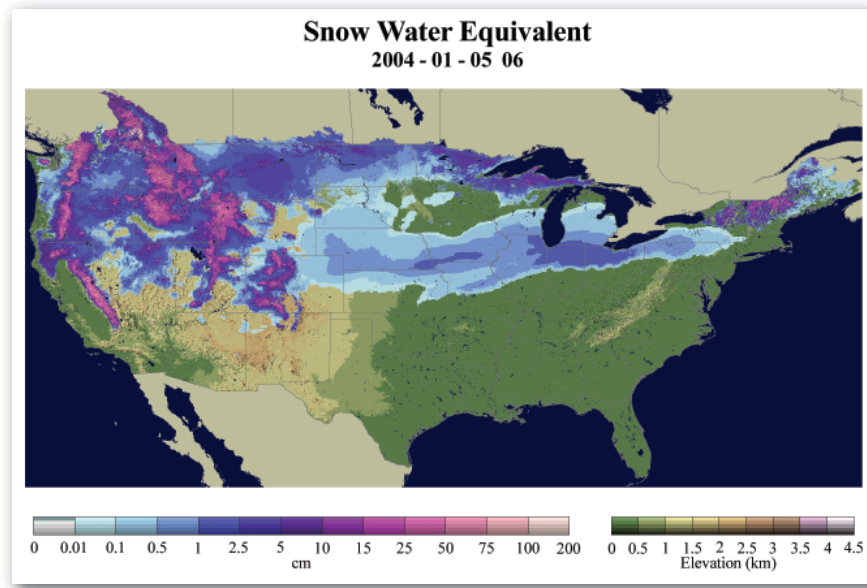 Snow Water Equivalent
2004 - 01 - 05 06
0 0.01 0.1 0.5 1 2.5 5 10 15 25 50 75 100 200
cm
0 0.5 1 1.5 2 2.5 3 3.5 4 4.5
Elevation (km)